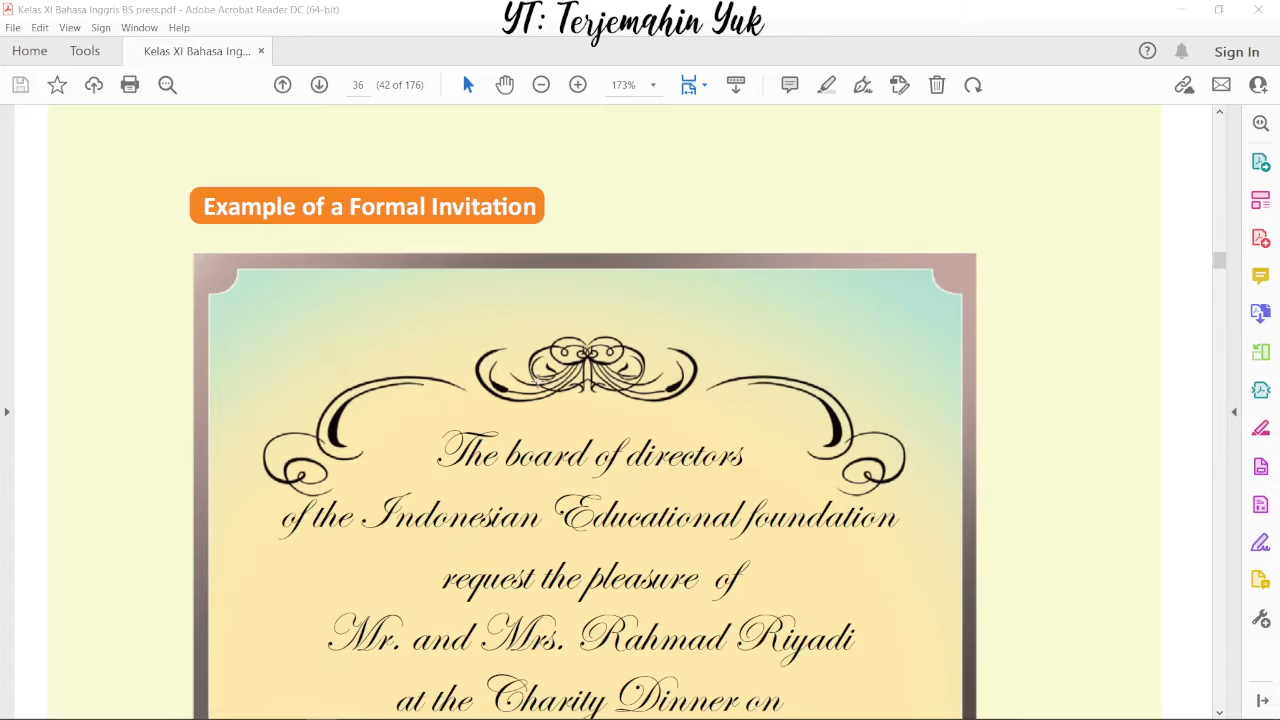 Kelas XI Bahasa Inggris BS press.pdf - Adobe Acrobat Reader DC (64-bit)
YT: Terjemahin Yuk
File Edit View Sign Window Help
Home Tools Kelas XI Bahasa Ing... × Sign In
36 (42 of 176) 173%
Example of a Formal Invitation
The board of directors
of the Indonesian Educational foundation
request the pleasure of
Mr. and Mrs. Rahmad Riyadi
at the Charity Dinner on